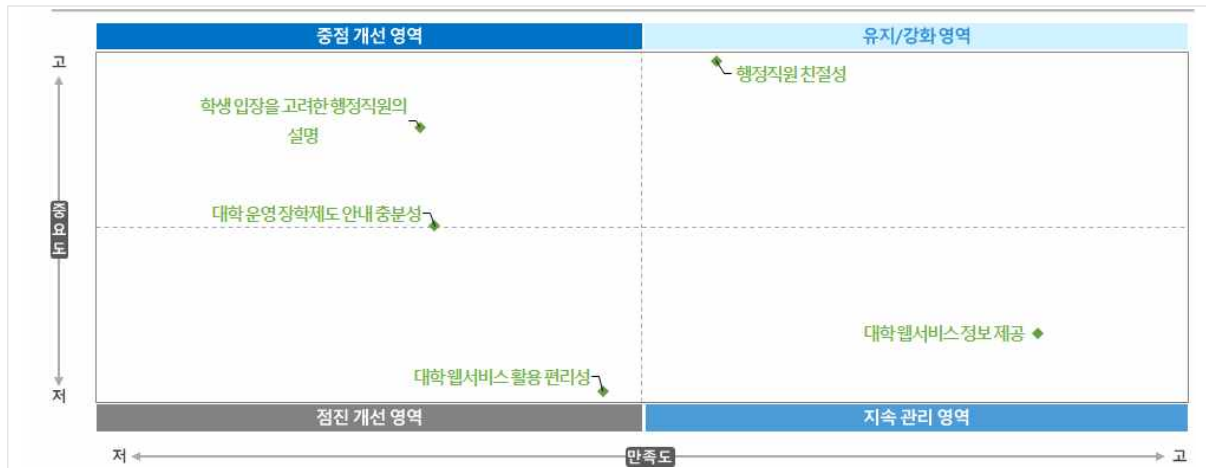 중점 개선 영역
유지/강화 영역
고
행정직원 친절성
학생 입장을 고려한 행정직원의
설명
중요도
대학 운영 장학제도 안내 충분성
대학 웹서비스 정보 제공
대학 웹서비스 활용 편리성
저
점진 개선 영역
지속 관리 영역
저
만족도
고